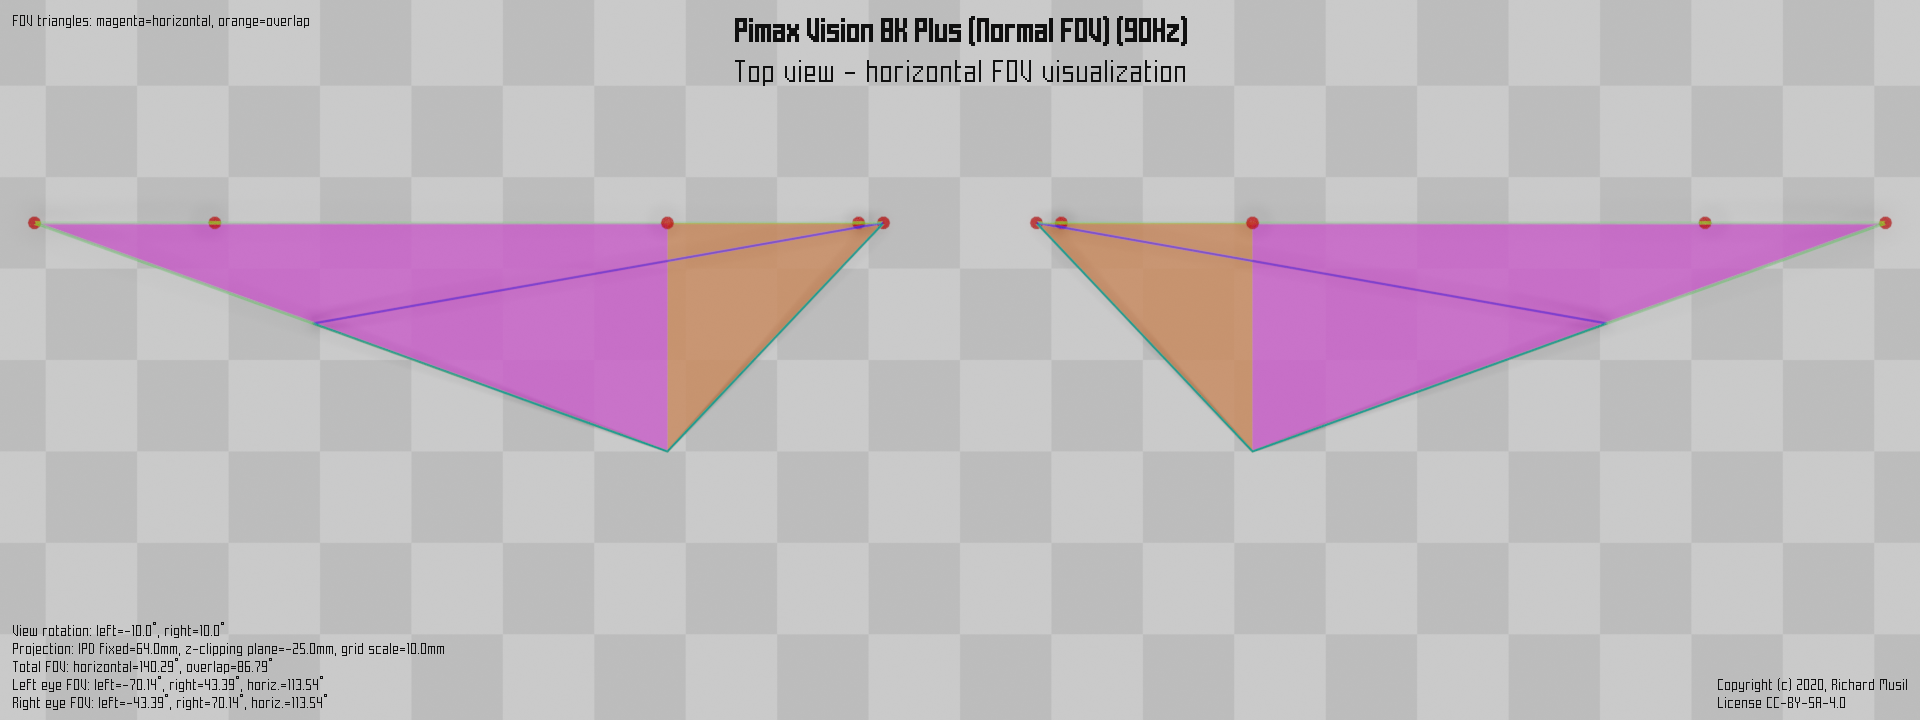 FOV triangles: magenta=horizontal, orange=overlap
Pimax Vision 8K Plus (Normal FOV) (90Hz)
Top view - horizontal FOV visualization
View rotation: left=-10.0°, right=10.0°
Projection: IPD fixed=64.0mm, z-clipping plane=-25.0mm, grid scale=10.0mm
Total FOV: horizontal=140.29°, overlap=86.79°
Left eye FOV: left=-70.14°, right=43.39°, horiz.=113.54°
Right eye FOV: left=-43.39°, right=70.14°, horiz.=113.54°
Copyright (c) 2020, Richard Musil
License CC-BY-SA-4.0